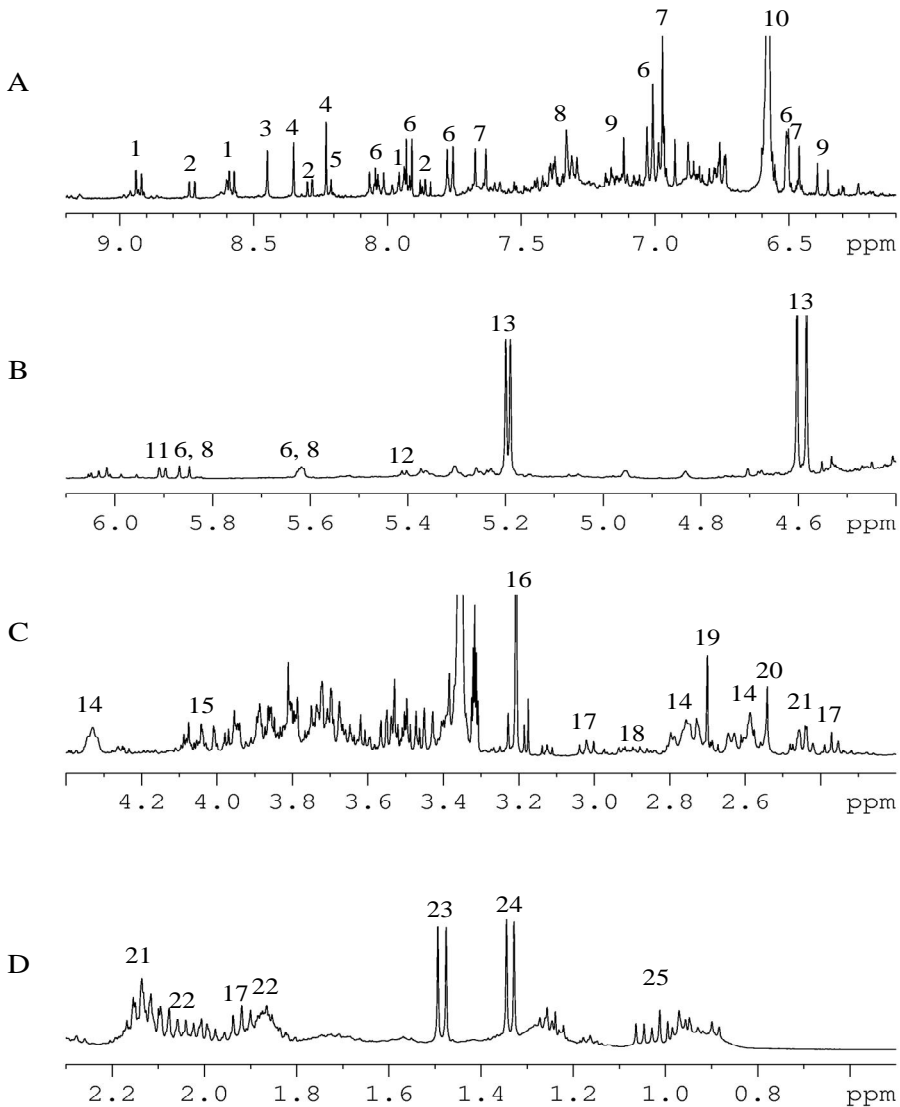 7 10
A
6
4 8 6
1 3 4 6 6 7 9 7
2 1 2 5 6 1 2 9
9.0 8.5 8.0 7.5 7.0 6.5 ppm
13 13
B
11 6, 8 6, 8 12
6.0 5.8 5.6 5.4 5.2 5.0 4.8 4.6 ppm
16
C
19
14 15 14 14 20 21
17 18 17
4.2 4.0 3.8 3.6 3.4 3.2 3.0 2.8 2.6 ppm
23 24
D
21 22 17 22 25
2.2 2.0 1.8 1.6 1.4 1.2 1.0 0.8 ppm